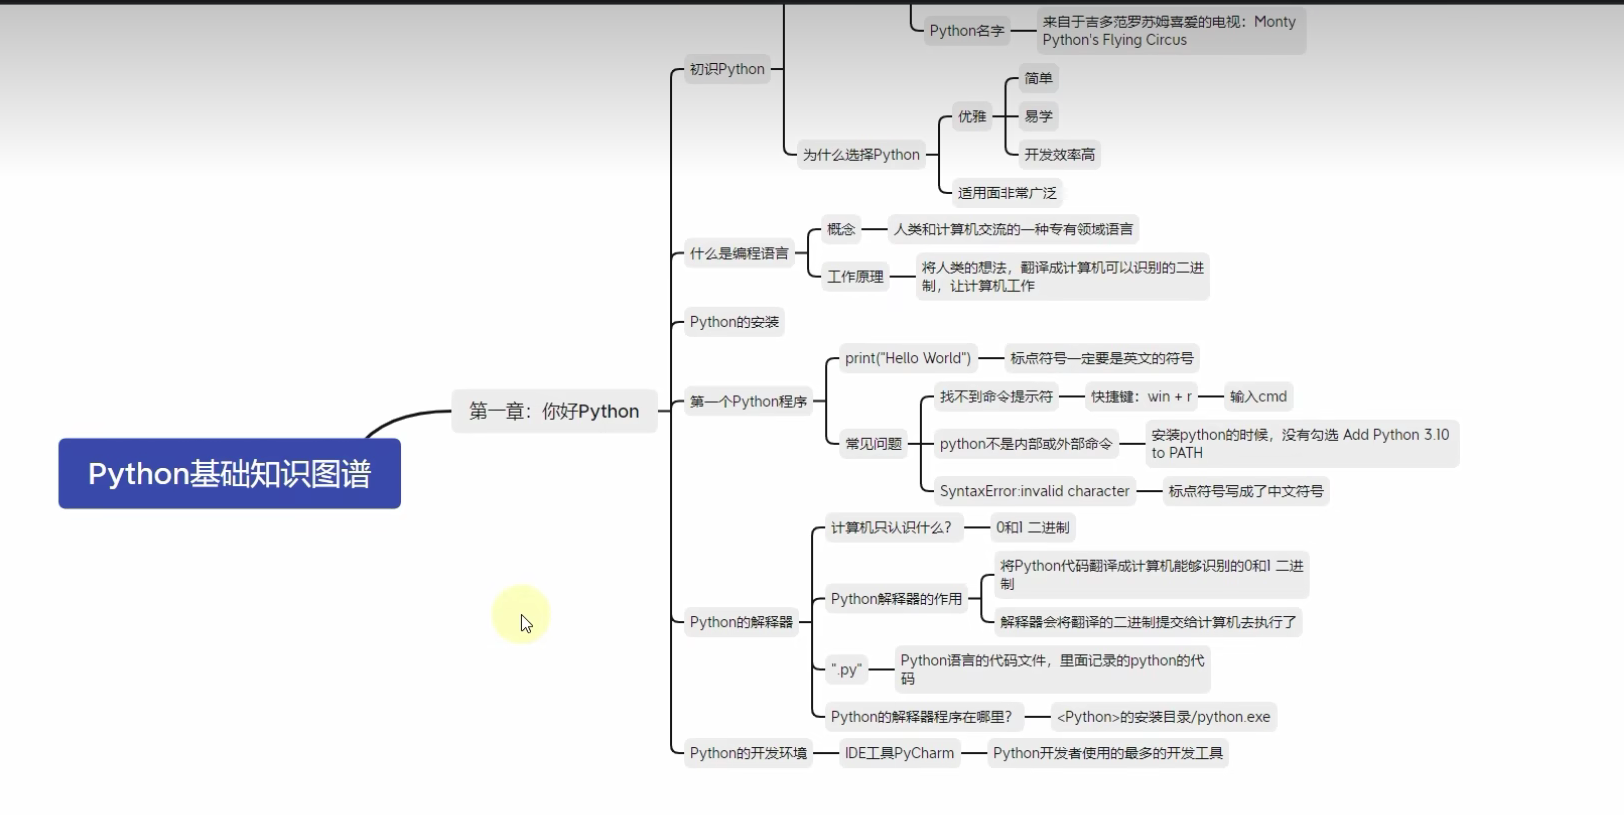 Python名字
来自于吉多范罗苏姆喜爱的电视：Monty
Python's Flying Circus
初识Python
简单
优雅
易学
为什么选择Python
开发效率高
适用面非常广泛
什么是编程语言
概念
人类和计算机交流的一种专有领域语言
工作原理
将人类的想法，翻译成计算机可以识别的二进
制，让计算机工作
Python的安装
第一个Python程序
print("Hello World")
标点符号一定要是英文的符号
常见问题
找不到命令提示符
快捷键：win + r
输入cmd
python不是内部或外部命令
安装python的时候，没有勾选 Add Python 3.10
to PATH
SyntaxError:invalid character
标点符号写成了中文符号
第一章：你好Python
Python基础知识图谱
Python的解释器
计算机只认识什么？
0和1 二进制
Python解释器的作用
将Python代码翻译成计算机能够识别的0和1 二进
制
解释器会将翻译的二进制提交给计算机去执行了
".py"
Python语言的代码文件，里面记录的python的代
码
Python的解释器程序在哪里？
<Python>的安装目录/python.exe
Python的开发环境
IDE工具PyCharm
Python开发者使用的最多的开发工具